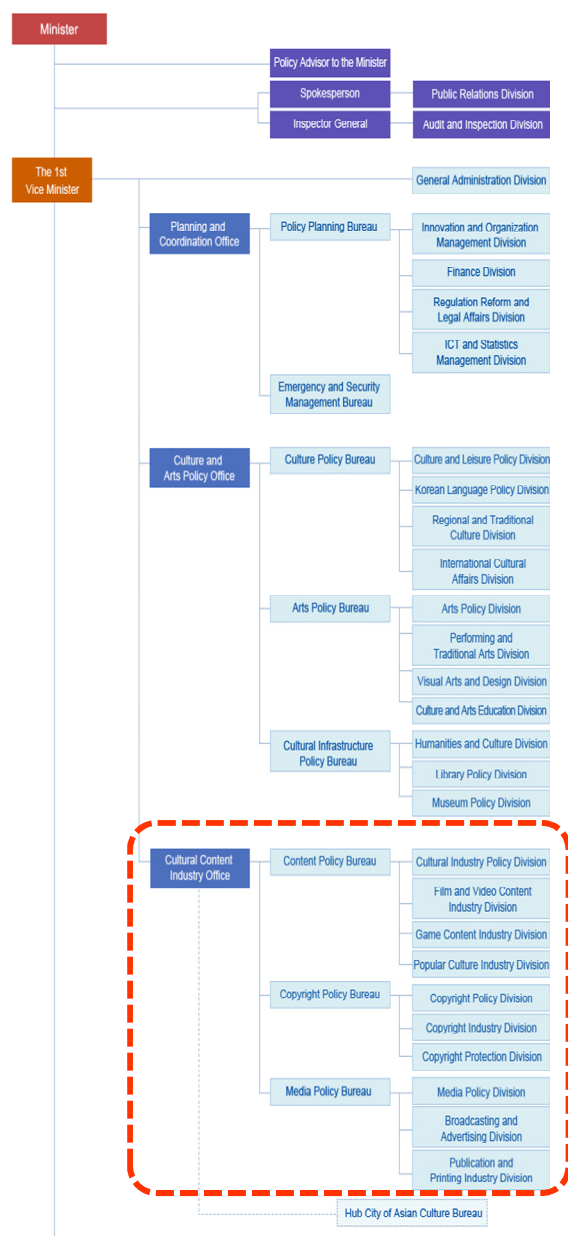 Minister
Policy Advisor to the Minister
Spokesperson
Public Relations Division
Inspector General
Audit and Inspection Division
The 1st
Vice Minister
General Administration Division
Planning and
Coordination Office
Policy Planning Bureau
Innovation and Organization
Management Division
Finance Division
Regulation Reform and
Legal Affairs Division
ICT and Statistics
Management Division
Emergency and Security
Management Bureau
Culture and
Arts Policy Office
Culture Policy Bureau
Culture and Leisure Policy Division
Korean Language Policy Division
Regional and Traditional
Culture Division
International Cultural
Affairs Division
Arts Policy Bureau
Arts Policy Division
Performing and
Traditional Arts Division
Visual Arts and Design Division
Culture and Arts Education Division
Cultural Infrastructure
Policy Bureau
Humanities and Culture Division
Library Policy Division
Museum Policy Division
Cultural Content
Industry Office
Content Policy Bureau
Cultural Industry Policy Division
Film and Video Content
Industry Division
Game Content Industry Division
Popular Culture Industry Division
Copyright Policy Bureau
Copyright Policy Division
Copyright Industry Division
Copyright Protection Division
Media Policy Bureau
Media Policy Division
Broadcasting and
Advertising Division
Publication and
Printing Industry Division
Hub City of Asian Culture Bureau